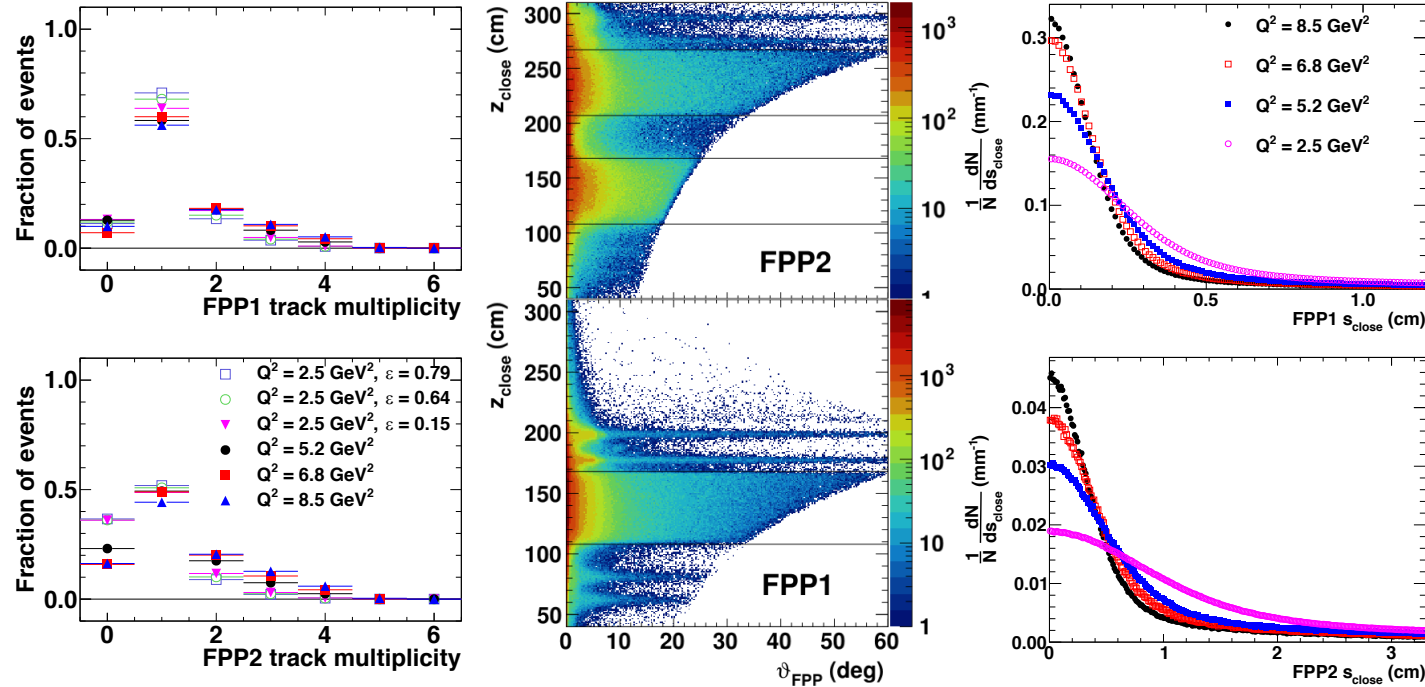 Fraction of events
1.0
0.5
0.0
0 2 4 6
FPP1 track multiplicity
Fraction of events
1.0
0.5
0.0
Q² = 2.5 GeV², ε = 0.79
Q² = 2.5 GeV², ε = 0.64
Q² = 2.5 GeV², ε = 0.15
Q² = 5.2 GeV²
Q² = 6.8 GeV²
Q² = 8.5 GeV²
0 2 4 6
FPP2 track multiplicity
z_close (cm)
300
250
200
150
100
50
FPP2
10³
10²
10
1
z_close (cm)
300
250
200
150
100
50
FPP1
10³
10²
10
1
0 10 20 30 40 50 60
ϑ_FPP (deg)
1/N dN/ds_close (mm⁻¹)
0.3
0.2
0.1
0.0
Q² = 8.5 GeV²
Q² = 6.8 GeV²
Q² = 5.2 GeV²
Q² = 2.5 GeV²
0.0 0.5 1.0
FPP1 s_close (cm)
1/N dN/ds_close (mm⁻¹)
0.04
0.03
0.02
0.01
0.00
0 1 2 3
FPP2 s_close (cm)